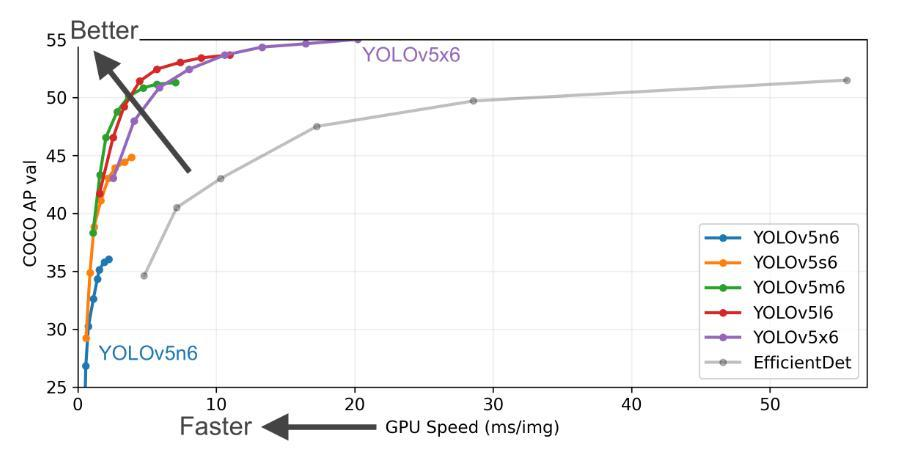 Better
55
50
45
40
35
30
25
COCO AP val
YOLOv5x6
YOLOv5n6
YOLOv5n6
YOLOv5s6
YOLOv5m6
YOLOv5l6
YOLOv5x6
EfficientDet
0 10 20 30 40 50
Faster GPU Speed (ms/img)